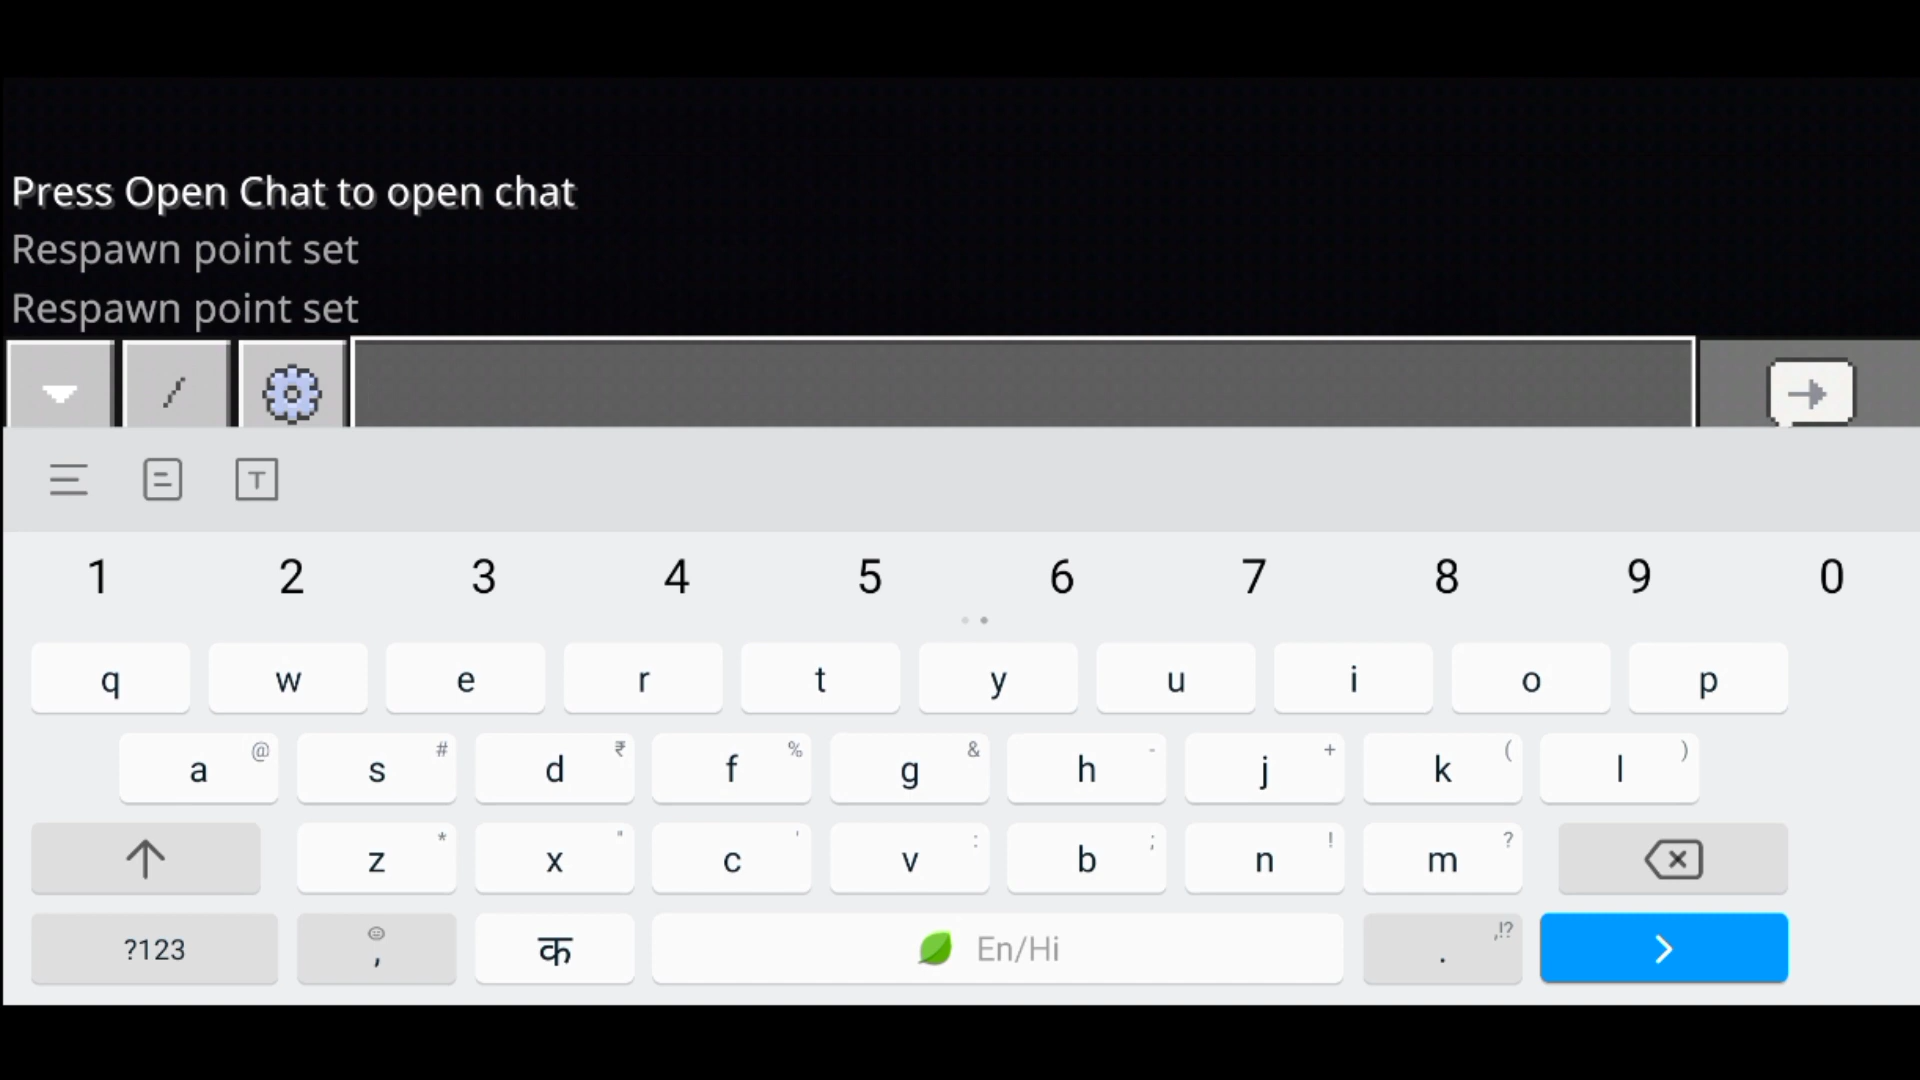 Press Open Chat to open chat
Respawn point set
Respawn point set
/
T
1 2 3 4 5 6 7 8 9 0
q w e r t y u i o p
a @ s # d ₹ f % g & h - j + k ( l )
z * x " c ' v : b ; n ! m ?
?123 , क En/Hi . ,!?